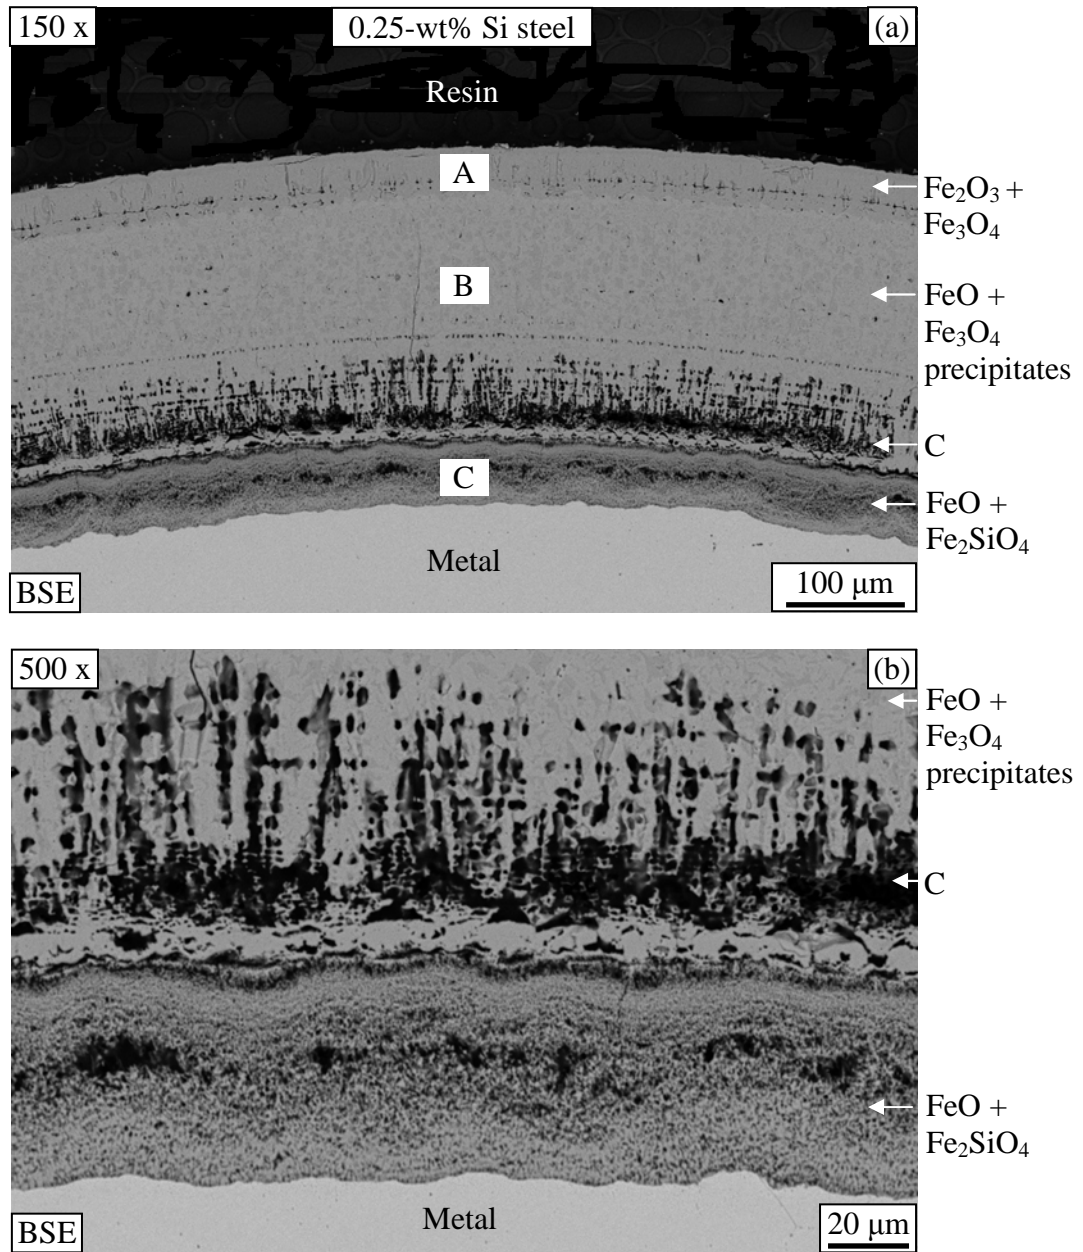 150 x
0.25-wt% Si steel
(a)
Resin
A
Fe₂O₃ +
Fe₃O₄
B
FeO +
Fe₃O₄
precipitates
C
C
FeO +
Fe₂SiO₄
Metal
BSE
100 μm
500 x
(b)
FeO +
Fe₃O₄
precipitates
C
FeO +
Fe₂SiO₄
Metal
BSE
20 μm